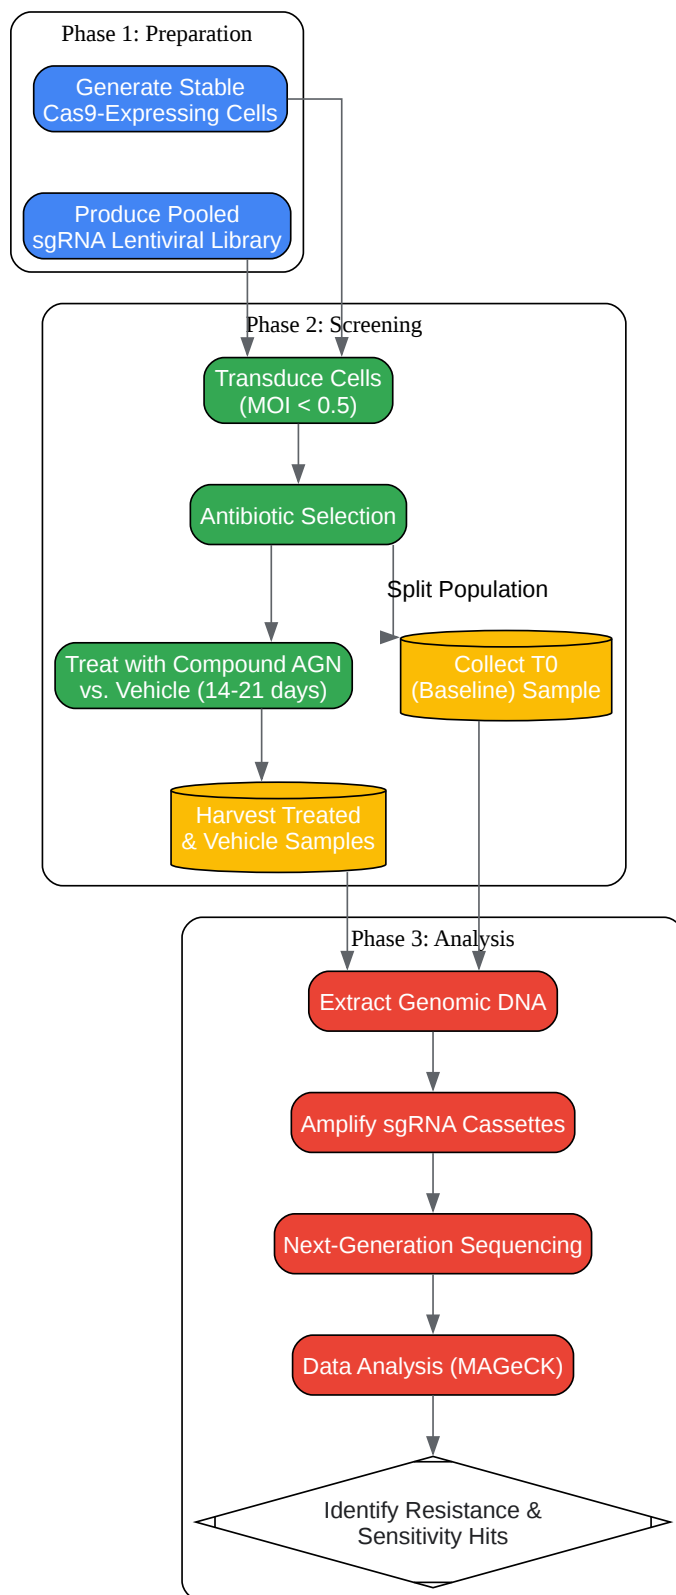 Phase 1: Preparation
Generate Stable
Cas9-Expressing Cells
Produce Pooled
sgRNA Lentiviral Library
Phase 2: Screening
Transduce Cells
(MOI < 0.5)
Antibiotic Selection
Split Population
Treat with Compound AGN
vs. Vehicle (14-21 days)
Collect T0
(Baseline) Sample
Harvest Treated
& Vehicle Samples
Phase 3: Analysis
Extract Genomic DNA
Amplify sgRNA Cassettes
Next-Generation Sequencing
Data Analysis (MAGeCK)
Identify Resistance &
Sensitivity Hits